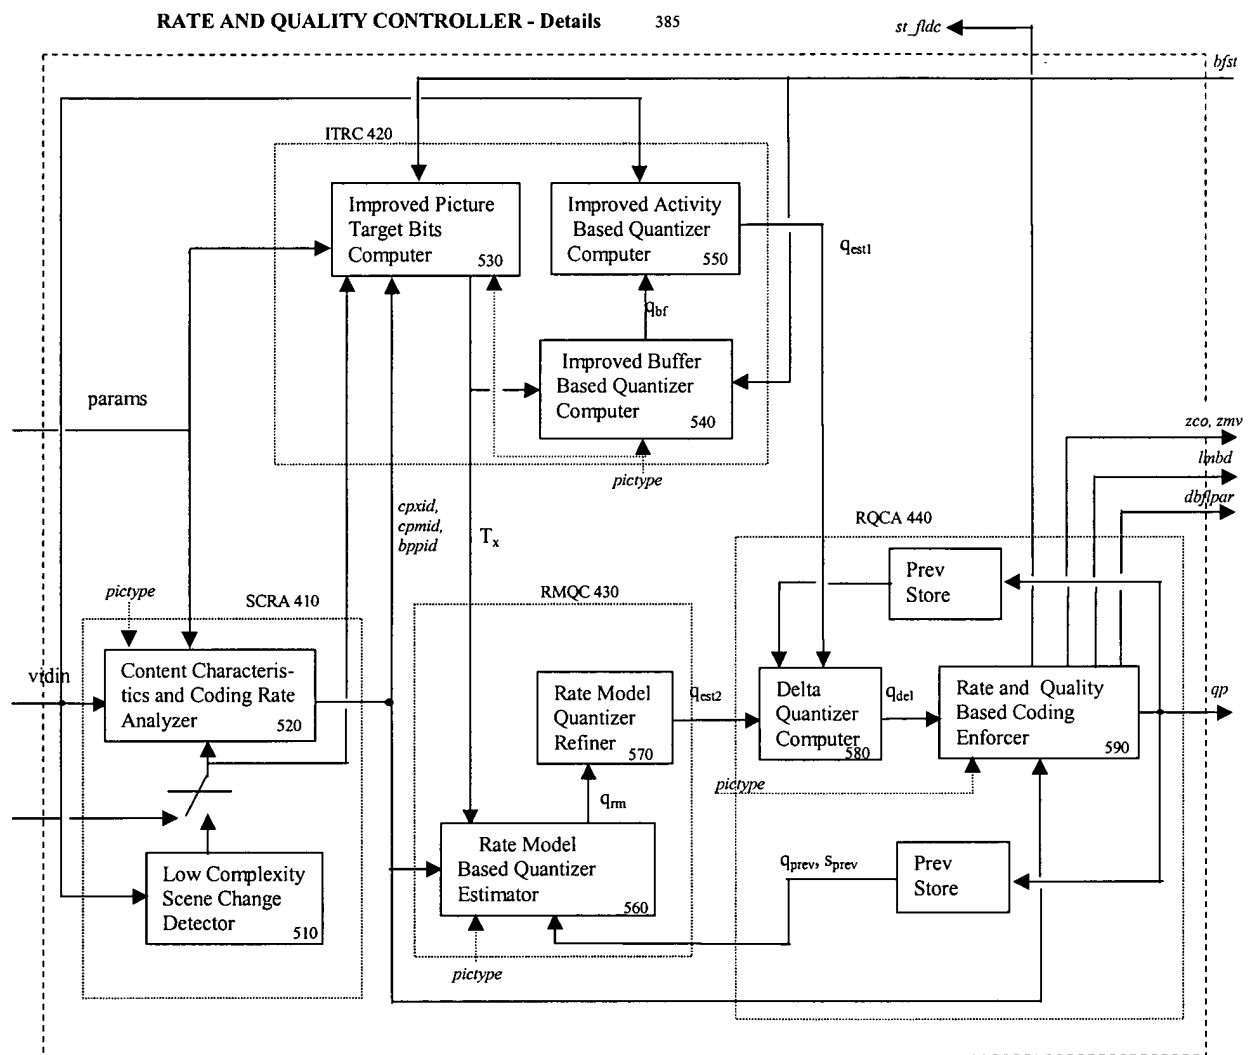 RATE AND QUALITY CONTROLLER - Details 385
st_fldc
bfst
ITRC 420
Improved Picture
Target Bits
Computer
530
Improved Activity
Based Quantizer
Computer
550
qest1
qbf
Improved Buffer
Based Quantizer
Computer
540
params
pictype
zco, zmv
lmbd
dbflpar
cpxid,
cpmid,
bppid
Tx
RQCA 440
Prev
Store
pictype
SCRA 410
RMQC 430
vidin
Content Characteris-
tics and Coding Rate
Analyzer
520
Rate Model
Quantizer
Refiner
570
qest2
Delta
Quantizer
Computer
580
qdel
Rate and Quality
Based Coding
Enforcer
590
qp
pictype
qrm
Rate Model
Based Quantizer
Estimator
560
qprev, sprev
Prev
Store
Low Complexity
Scene Change
Detector
510
pictype